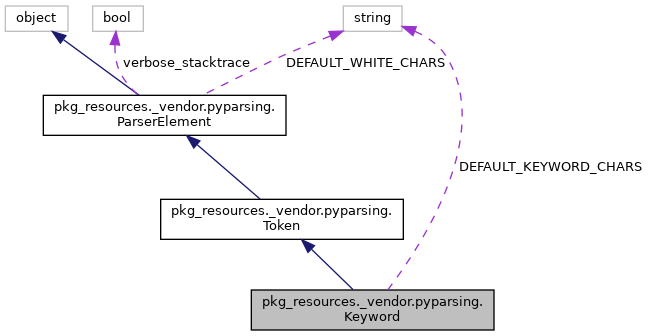 object
bool
string
verbose_stacktrace
DEFAULT_WHITE_CHARS
pkg_resources._vendor.pyparsing.
ParserElement
DEFAULT_KEYWORD_CHARS
pkg_resources._vendor.pyparsing.
Token
pkg_resources._vendor.pyparsing.
Keyword